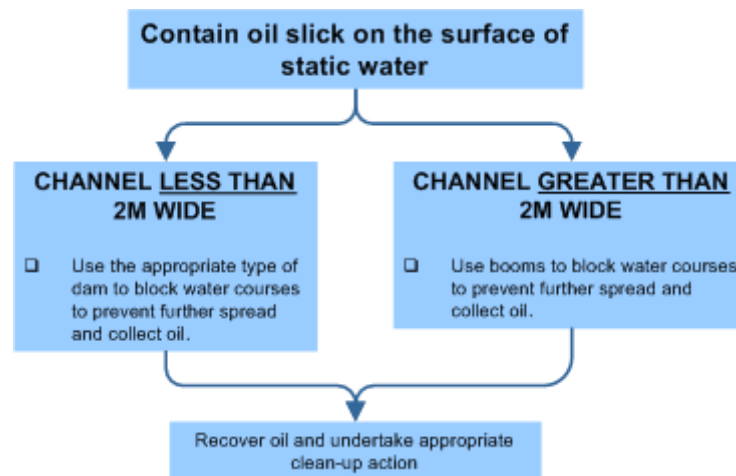 Contain oil slick on the surface of
static water
CHANNEL LESS THAN
2M WIDE
❑ Use the appropriate type of
dam to block water courses
to prevent further spread
and collect oil.
CHANNEL GREATER THAN
2M WIDE
❑ Use booms to block water courses
to prevent further spread and
collect oil.
Recover oil and undertake appropriate
clean-up action